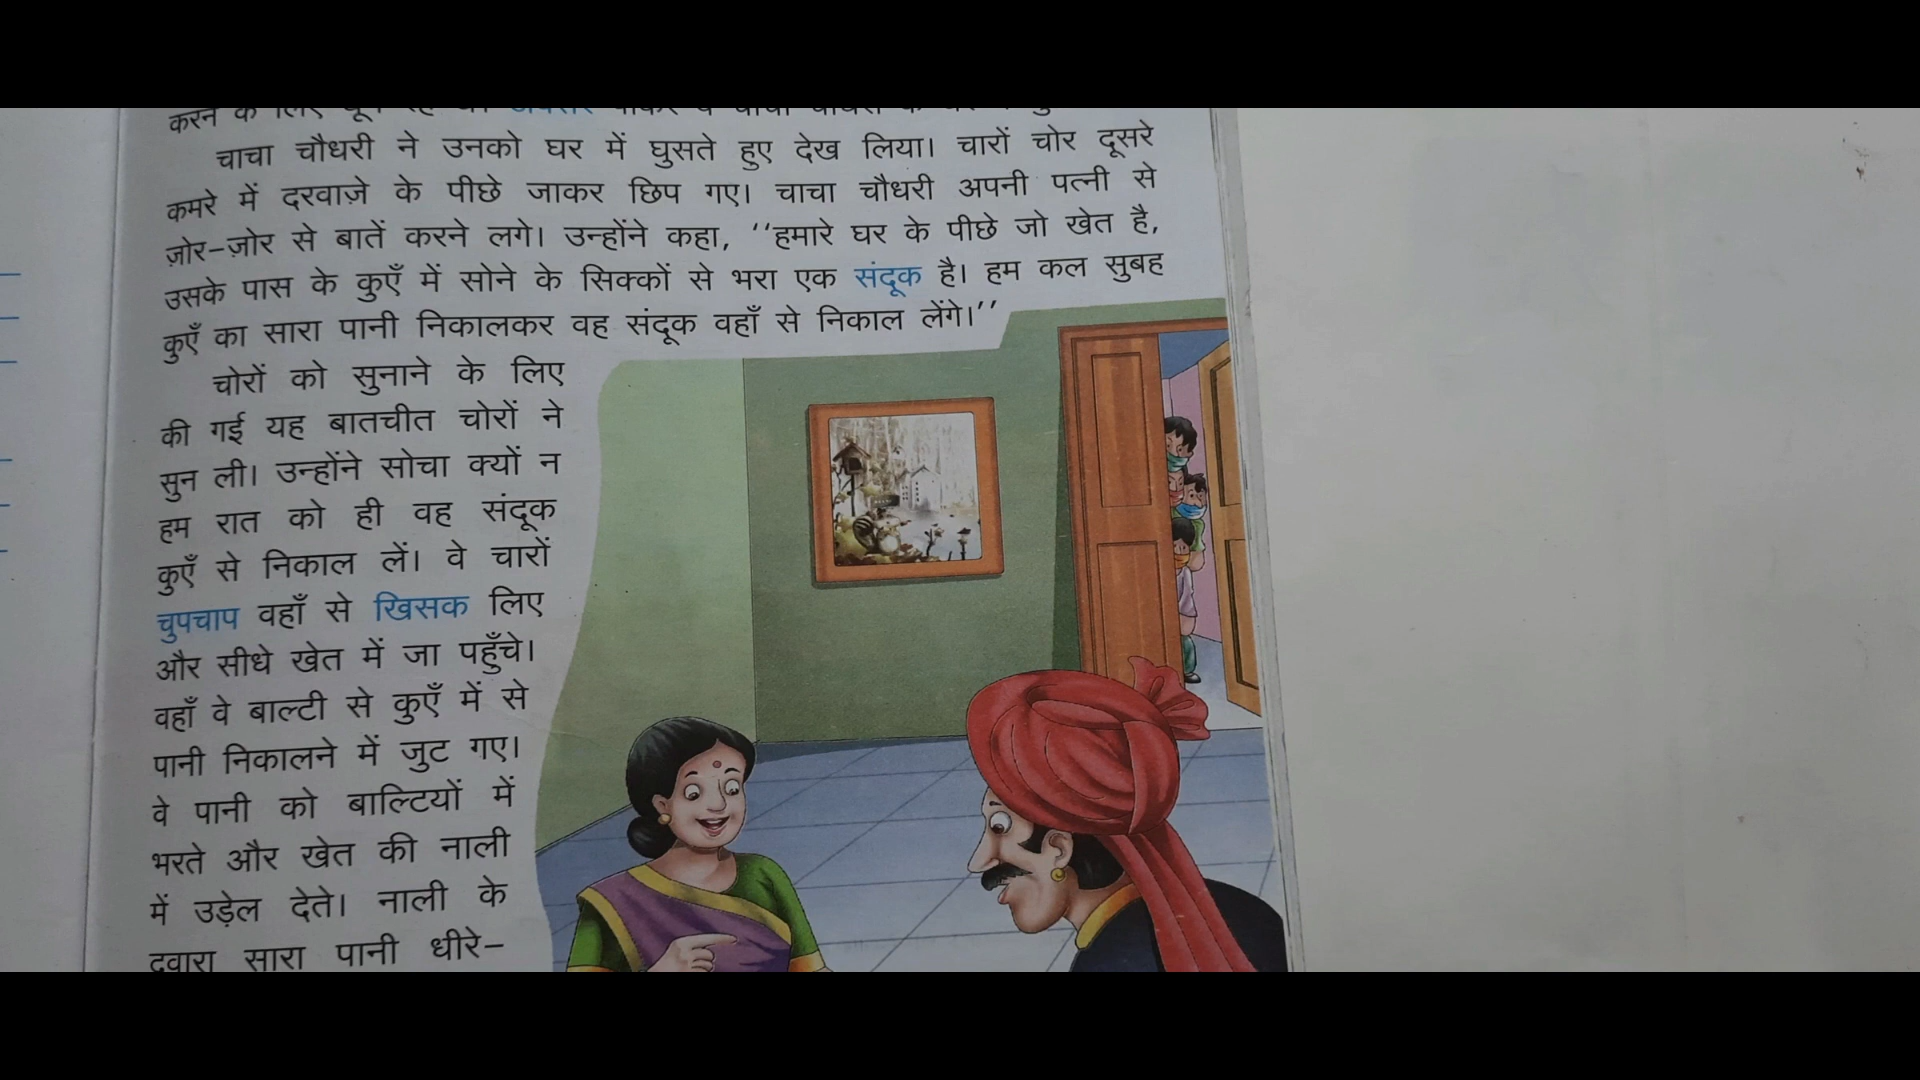 करने के लिए
चाचा चौधरी ने उनको घर में घुसते हुए देख लिया। चारों चोर दूसरे
कमरे में दरवाज़े के पीछे जाकर छिप गए। चाचा चौधरी अपनी पत्नी से
ज़ोर-ज़ोर से बातें करने लगे। उन्होंने कहा, ‘‘हमारे घर के पीछे जो खेत है,
उसके पास के कुएँ में सोने के सिक्कों से भरा एक संदूक है। हम कल सुबह
कुएँ का सारा पानी निकालकर वह संदूक वहाँ से निकाल लेंगे।’’
चोरों को सुनाने के लिए
की गई यह बातचीत चोरों ने
सुन ली। उन्होंने सोचा क्यों न
हम रात को ही वह संदूक
कुएँ से निकाल लें। वे चारों
चुपचाप वहाँ से खिसक लिए
और सीधे खेत में जा पहुँचे।
वहाँ वे बाल्टी से कुएँ में से
पानी निकालने में जुट गए।
वे पानी को बाल्टियों में
भरते और खेत की नाली
में उड़ेल देते। नाली के
द्वारा सारा पानी धीरे-